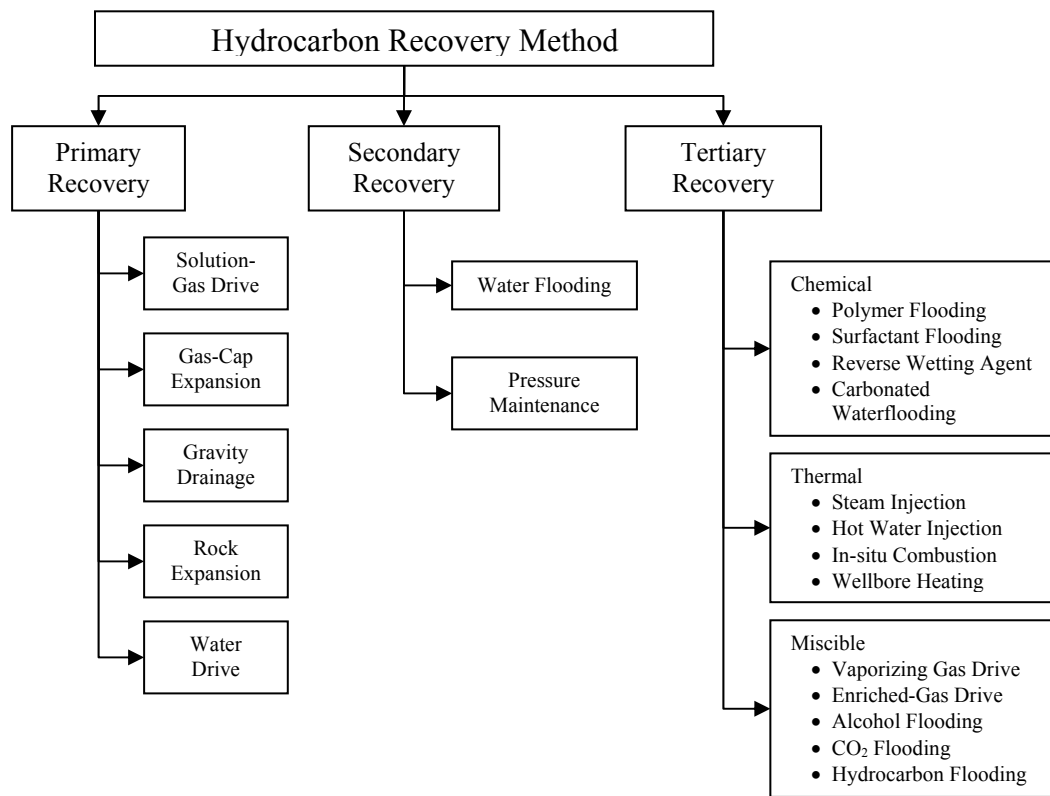 Hydrocarbon Recovery Method
Primary
Recovery
Secondary
Recovery
Tertiary
Recovery
Solution-
Gas Drive
Gas-Cap
Expansion
Gravity
Drainage
Rock
Expansion
Water
Drive
Water Flooding
Pressure
Maintenance
Chemical
• Polymer Flooding
• Surfactant Flooding
• Reverse Wetting Agent
• Carbonated
Waterflooding
Thermal
• Steam Injection
• Hot Water Injection
• In-situ Combustion
• Wellbore Heating
Miscible
• Vaporizing Gas Drive
• Enriched-Gas Drive
• Alcohol Flooding
• CO₂ Flooding
• Hydrocarbon Flooding